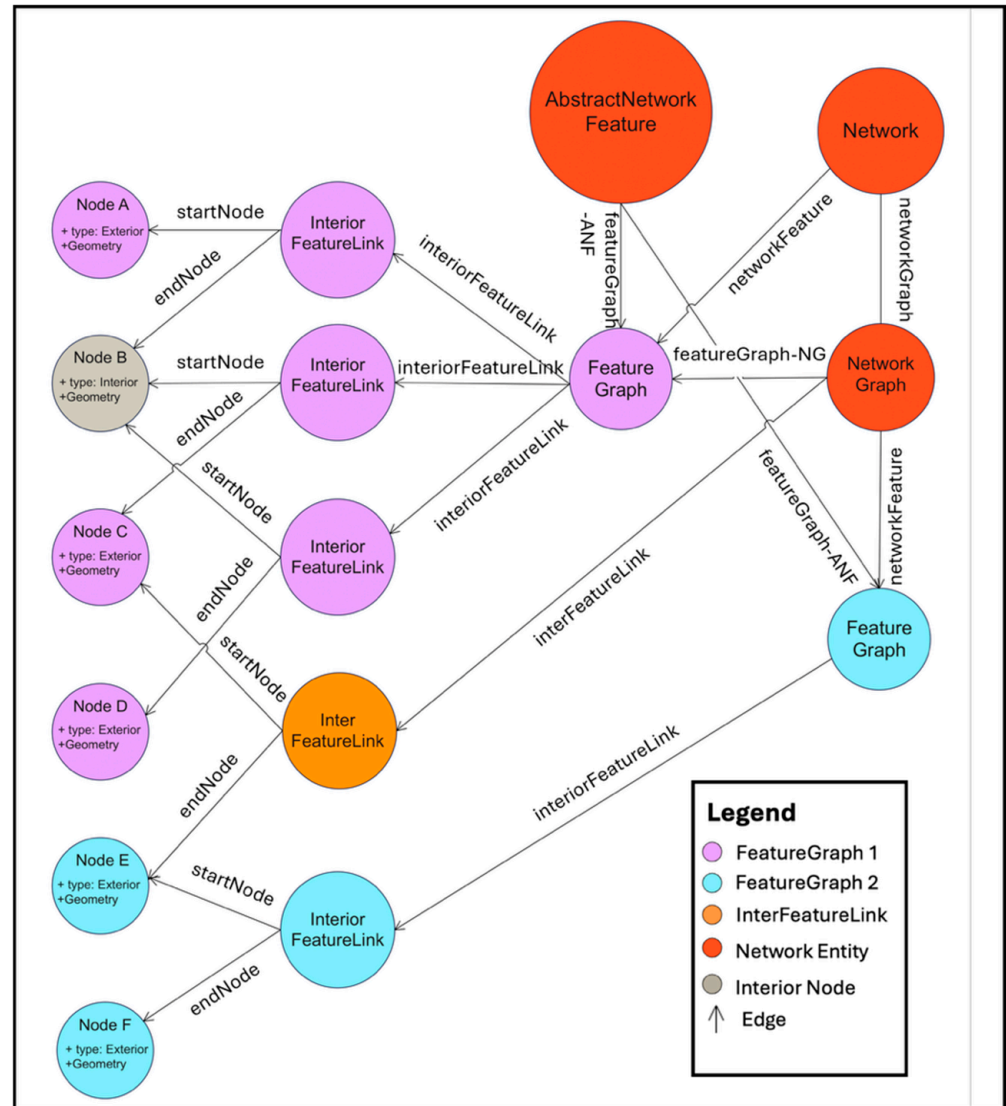 AbstractNetwork
Feature
Network
Node A
+ type: Exterior
+Geometry
startNode
Interior
FeatureLink
endNode
interiorFeatureLink
featureGraph
-ANF
networkFeature
networkGraph
Node B
+ type: Interior
+Geometry
startNode
Interior
FeatureLink
interiorFeatureLink
Feature
Graph
featureGraph-NG
Network
Graph
endNode
startNode
interiorFeatureLink
featureGraph-ANF
networkFeature
Node C
+ type: Exterior
+Geometry
Interior
FeatureLink
endNode
startNode
interFeatureLink
Feature
Graph
Node D
+ type: Exterior
+Geometry
Inter
FeatureLink
endNode
interiorFeatureLink
Node E
+ type: Exterior
+Geometry
startNode
Interior
FeatureLink
endNode
Node F
+ type: Exterior
+Geometry
Legend
FeatureGraph 1
FeatureGraph 2
InterFeatureLink
Network Entity
Interior Node
Edge